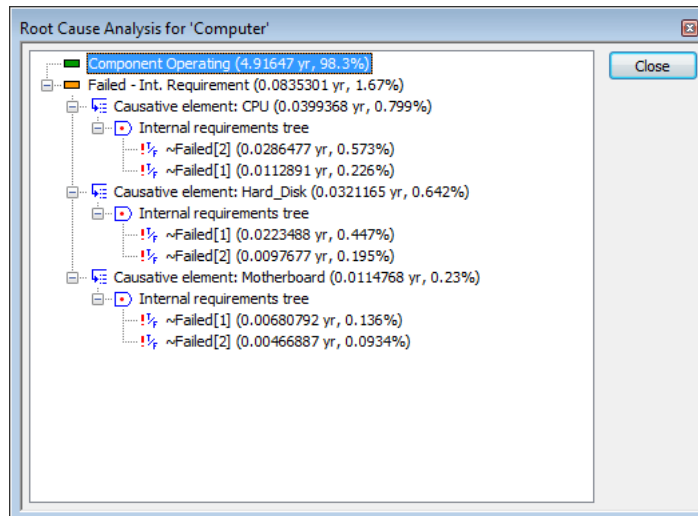 Root Cause Analysis for 'Computer'
Component Operating (4.91647 yr, 98.3%)
Close
Failed - Int. Requirement (0.0835301 yr, 1.67%)
Causative element: CPU (0.0399368 yr, 0.799%)
Internal requirements tree
~Failed[2] (0.0286477 yr, 0.573%)
~Failed[1] (0.0112891 yr, 0.226%)
Causative element: Hard_Disk (0.0321165 yr, 0.642%)
Internal requirements tree
~Failed[1] (0.0223488 yr, 0.447%)
~Failed[2] (0.0097677 yr, 0.195%)
Causative element: Motherboard (0.0114768 yr, 0.23%)
Internal requirements tree
~Failed[1] (0.00680792 yr, 0.136%)
~Failed[2] (0.00466887 yr, 0.0934%)